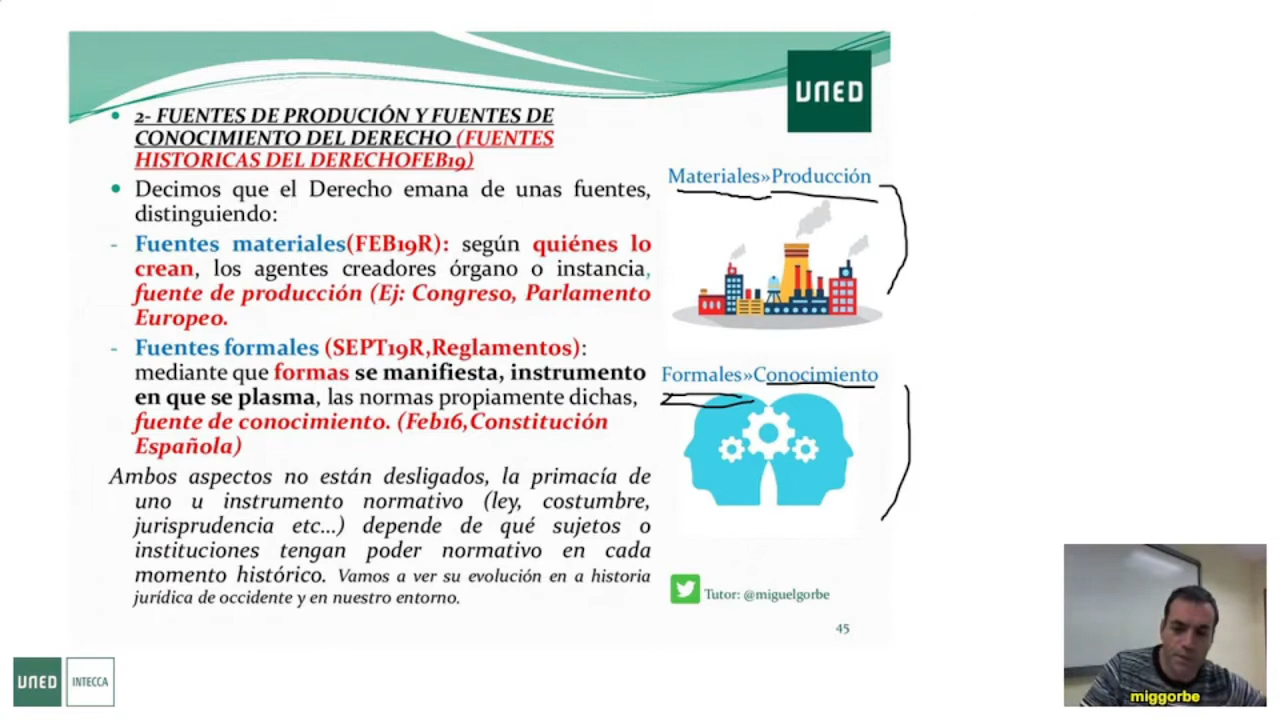 UNED
• 2- FUENTES DE PRODUCIÓN Y FUENTES DE
CONOCIMIENTO DEL DERECHO (FUENTES
HISTORICAS DEL DERECHOFEB19)
• Decimos que el Derecho emana de unas fuentes,
distinguiendo:
- Fuentes materiales(FEB19R): según quiénes lo
crean, los agentes creadores órgano o instancia,
fuente de producción (Ej: Congreso, Parlamento
Europeo.
- Fuentes formales (SEPT19R,Reglamentos):
mediante que formas se manifiesta, instrumento
en que se plasma, las normas propiamente dichas,
fuente de conocimiento. (Feb16,Constitución
Española)
Ambos aspectos no están desligados, la primacía de
uno u instrumento normativo (ley, costumbre,
jurisprudencia etc...) depende de qué sujetos o
instituciones tengan poder normativo en cada
momento histórico. Vamos a ver su evolución en a historia
jurídica de occidente y en nuestro entorno.
Materiales»Producción
Formales»Conocimiento
Tutor: @miguelgorbe
45
UNED
INTECCA
miggorbe